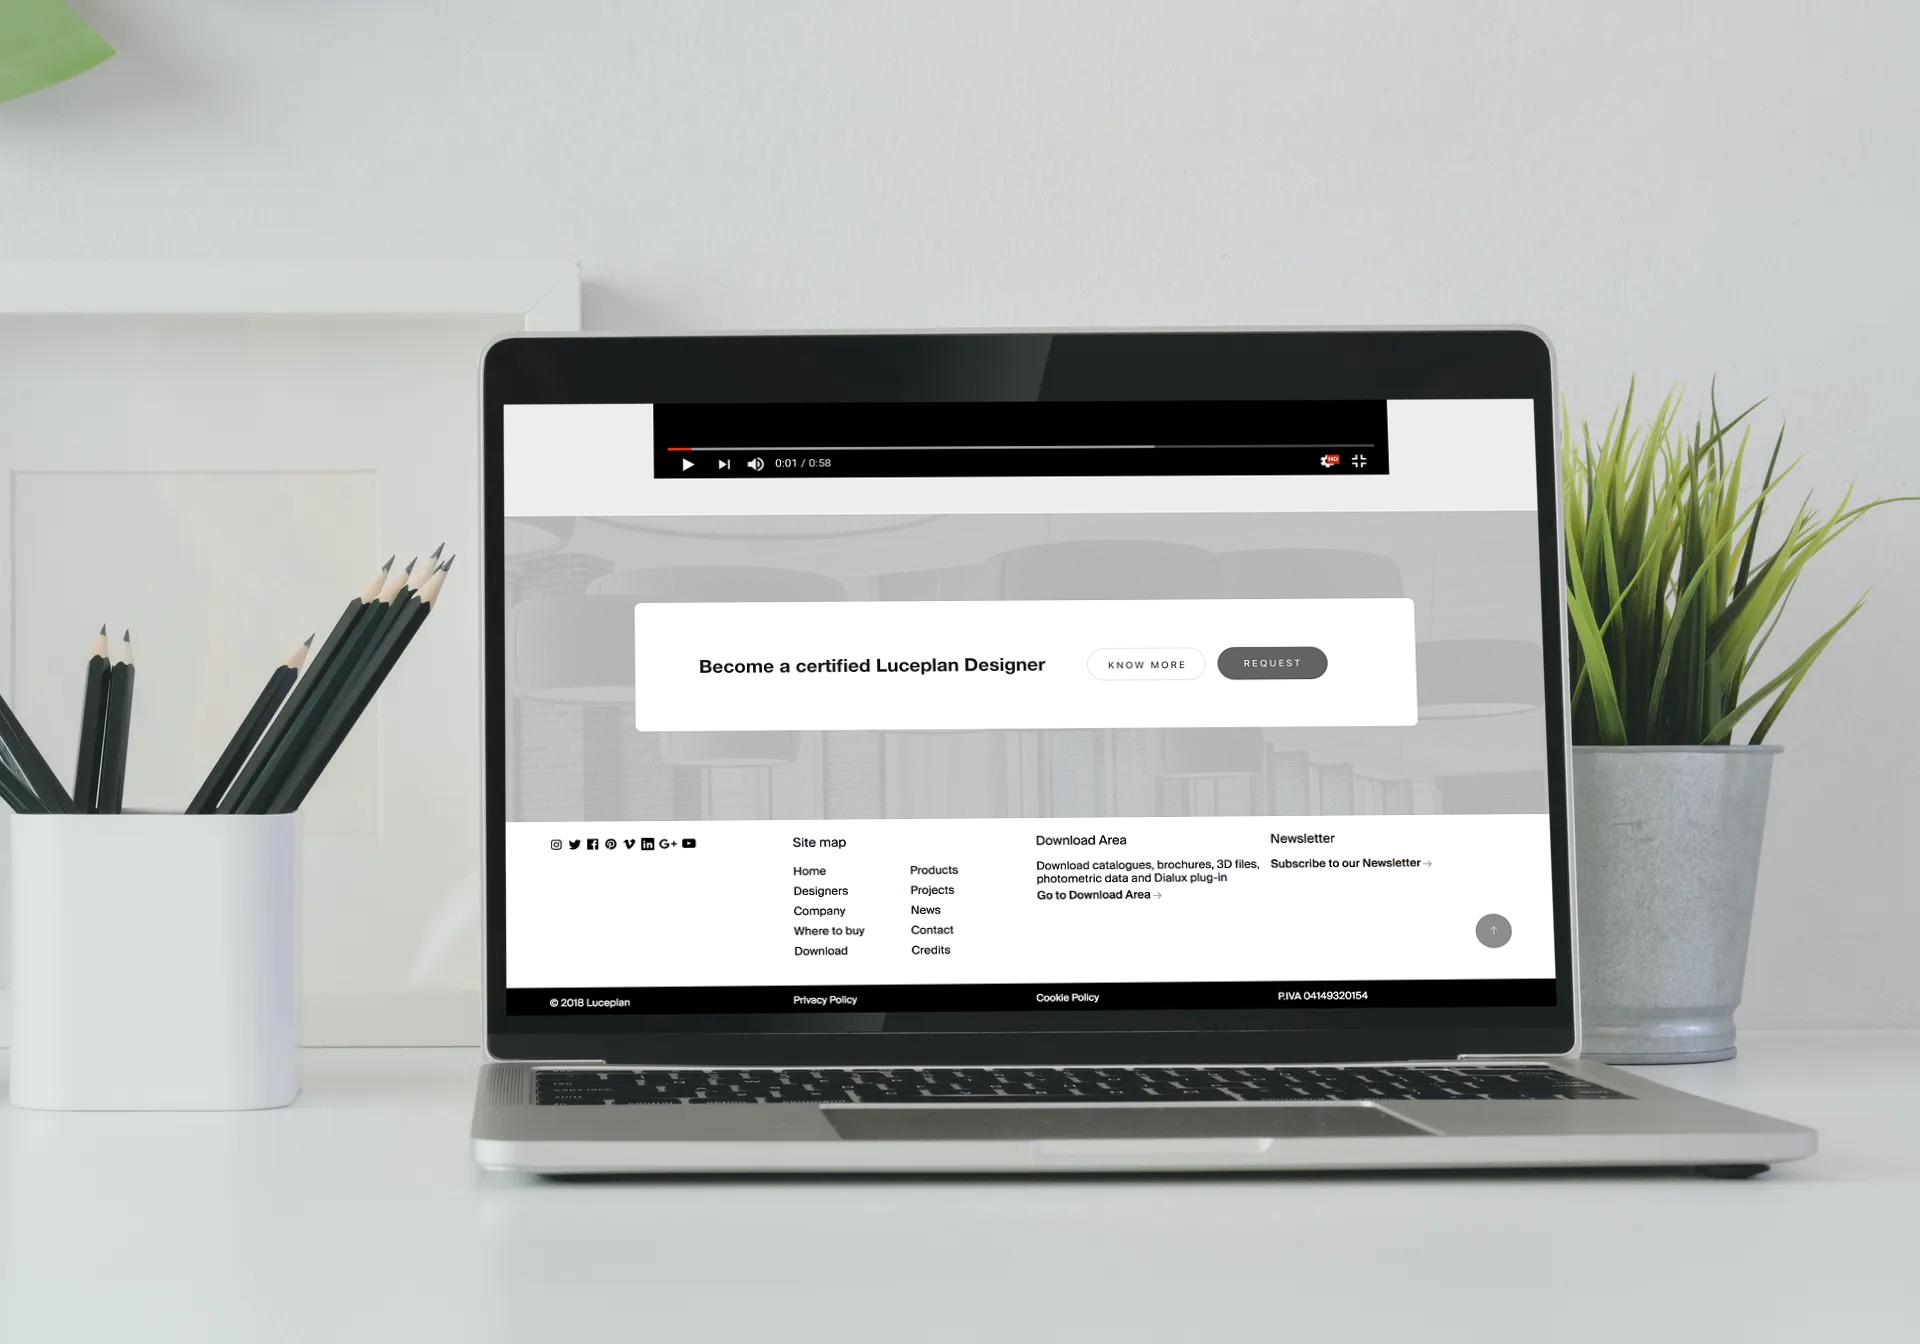 0:01 / 0:58
HD
Become a certified Luceplan Designer
KNOW MORE
REQUEST
Site map
Home
Designers
Company
Where to buy
Download
Products
Projects
News
Contact
Credits
Download Area
Download catalogues, brochures, 3D files,
photometric data and Dialux plug-in
Go to Download Area →
Newsletter
Subscribe to our Newsletter →
© 2018 Luceplan
Privacy Policy
Cookie Policy
P.IVA 04149320154